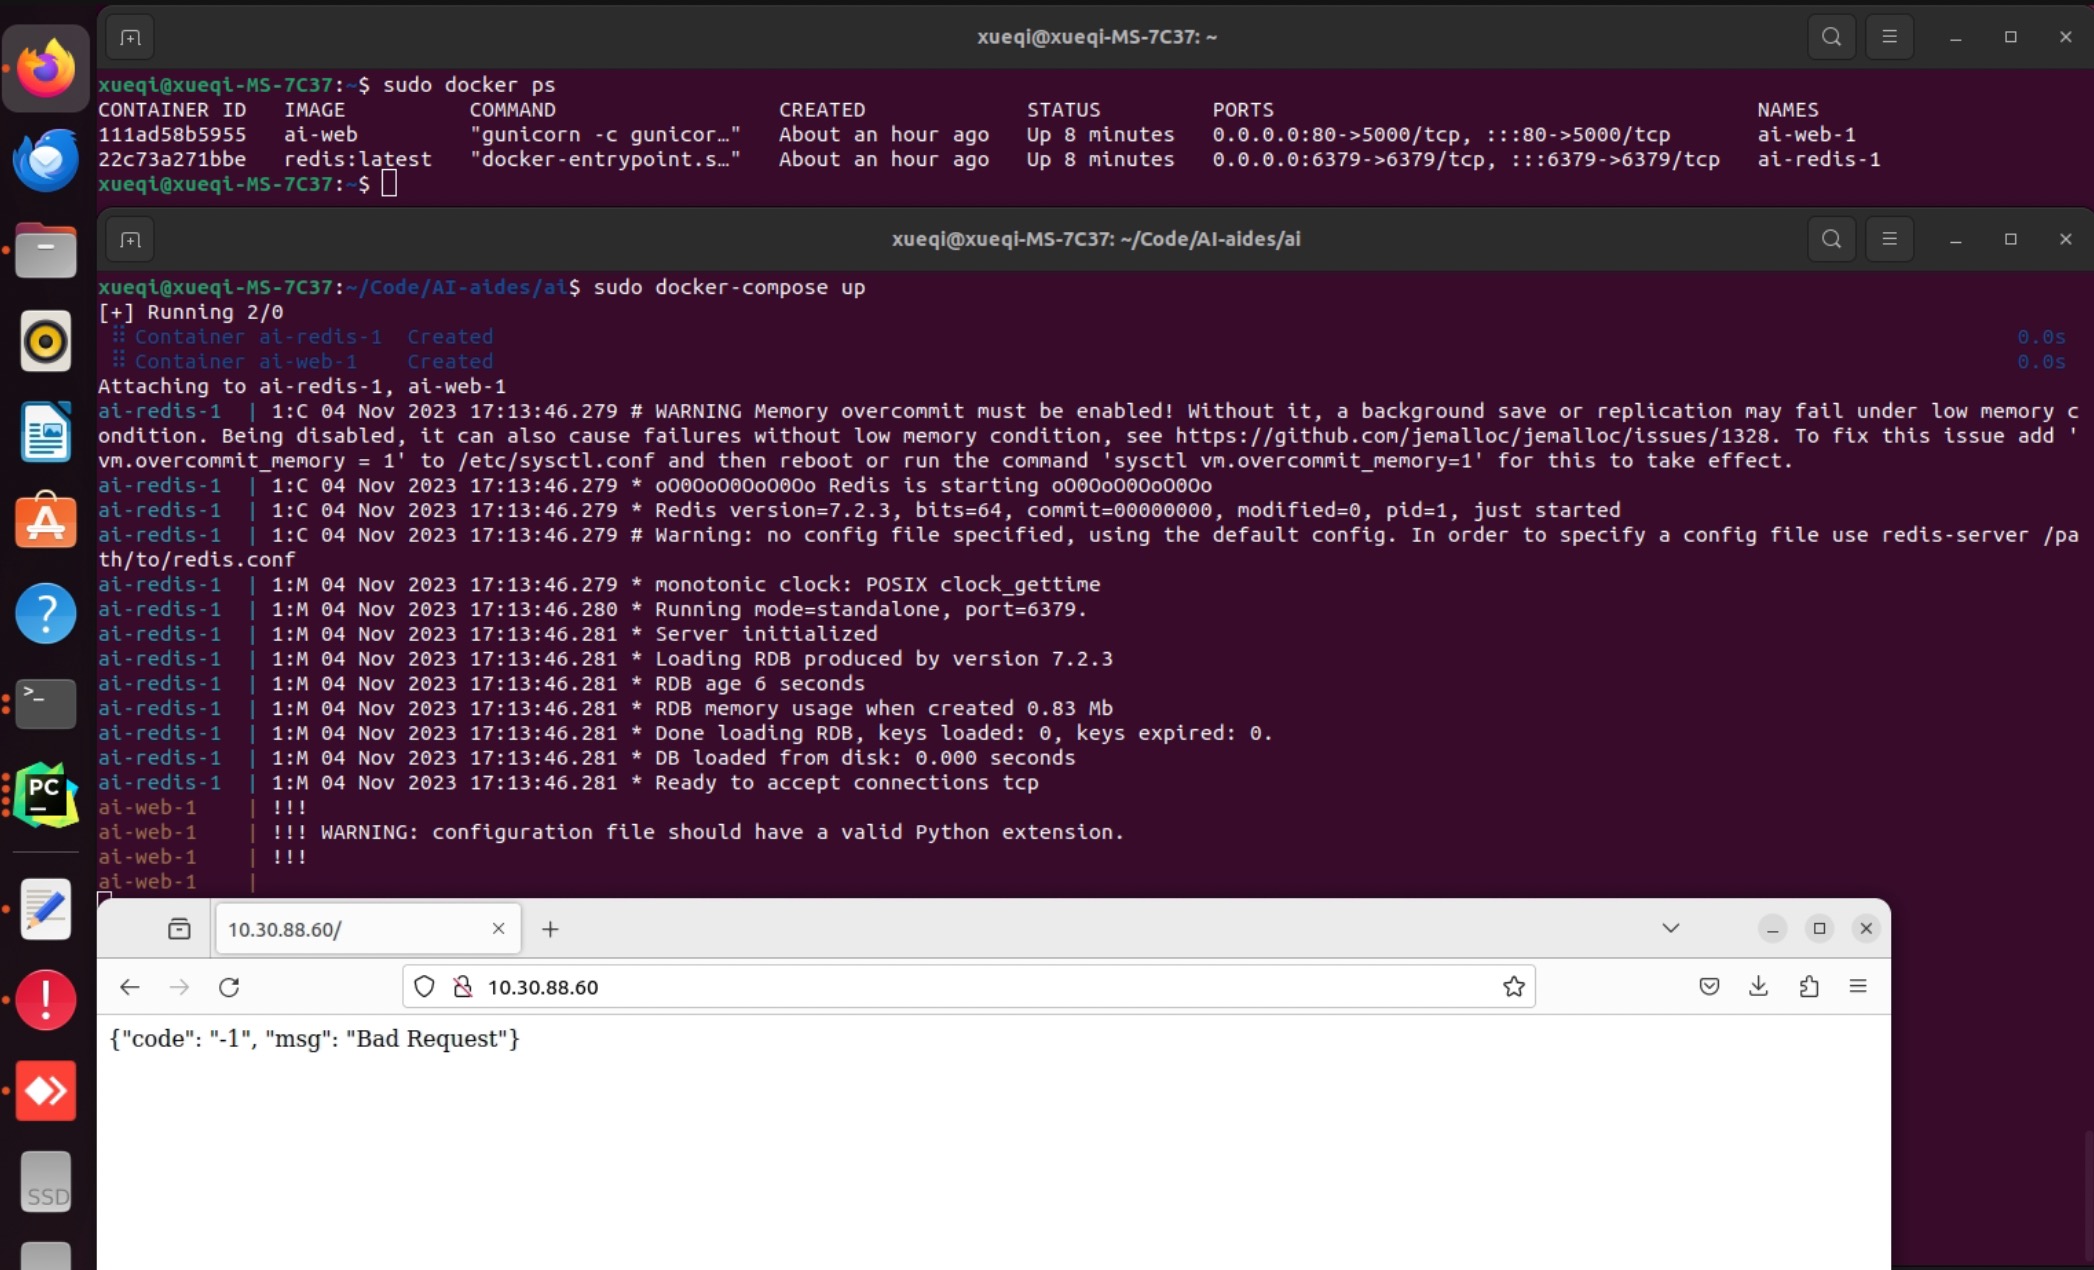 xueqi@xueqi-MS-7C37: ~
xueqi@xueqi-MS-7C37:~$ sudo docker ps
CONTAINER ID   IMAGE          COMMAND                  CREATED             STATUS         PORTS                                       NAMES
111ad58b5955   ai-web         "gunicorn -c gunicor…"   About an hour ago   Up 8 minutes   0.0.0.0:80->5000/tcp, :::80->5000/tcp       ai-web-1
22c73a271bbe   redis:latest   "docker-entrypoint.s…"   About an hour ago   Up 8 minutes   0.0.0.0:6379->6379/tcp, :::6379->6379/tcp   ai-redis-1
xueqi@xueqi-MS-7C37:~$
xueqi@xueqi-MS-7C37: ~/Code/AI-aides/ai
xueqi@xueqi-MS-7C37:~/Code/AI-aides/ai$ sudo docker-compose up
[+] Running 2/0
⠿ Container ai-redis-1  Created 0.0s
⠿ Container ai-web-1    Created 0.0s
Attaching to ai-redis-1, ai-web-1
ai-redis-1  | 1:C 04 Nov 2023 17:13:46.279 # WARNING Memory overcommit must be enabled! Without it, a background save or replication may fail under low memory c
ondition. Being disabled, it can also cause failures without low memory condition, see https://github.com/jemalloc/jemalloc/issues/1328. To fix this issue add '
vm.overcommit_memory = 1' to /etc/sysctl.conf and then reboot or run the command 'sysctl vm.overcommit_memory=1' for this to take effect.
ai-redis-1  | 1:C 04 Nov 2023 17:13:46.279 * oO0OoO0OoO0Oo Redis is starting oO0OoO0OoO0Oo
ai-redis-1  | 1:C 04 Nov 2023 17:13:46.279 * Redis version=7.2.3, bits=64, commit=00000000, modified=0, pid=1, just started
ai-redis-1  | 1:C 04 Nov 2023 17:13:46.279 # Warning: no config file specified, using the default config. In order to specify a config file use redis-server /pa
th/to/redis.conf
ai-redis-1  | 1:M 04 Nov 2023 17:13:46.279 * monotonic clock: POSIX clock_gettime
ai-redis-1  | 1:M 04 Nov 2023 17:13:46.280 * Running mode=standalone, port=6379.
ai-redis-1  | 1:M 04 Nov 2023 17:13:46.281 * Server initialized
ai-redis-1  | 1:M 04 Nov 2023 17:13:46.281 * Loading RDB produced by version 7.2.3
ai-redis-1  | 1:M 04 Nov 2023 17:13:46.281 * RDB age 6 seconds
ai-redis-1  | 1:M 04 Nov 2023 17:13:46.281 * RDB memory usage when created 0.83 Mb
ai-redis-1  | 1:M 04 Nov 2023 17:13:46.281 * Done loading RDB, keys loaded: 0, keys expired: 0.
ai-redis-1  | 1:M 04 Nov 2023 17:13:46.281 * DB loaded from disk: 0.000 seconds
ai-redis-1  | 1:M 04 Nov 2023 17:13:46.281 * Ready to accept connections tcp
ai-web-1    | !!!
ai-web-1    | !!! WARNING: configuration file should have a valid Python extension.
ai-web-1    | !!!
ai-web-1    |
10.30.88.60/
10.30.88.60
{"code": "-1", "msg": "Bad Request"}
PC
SSD